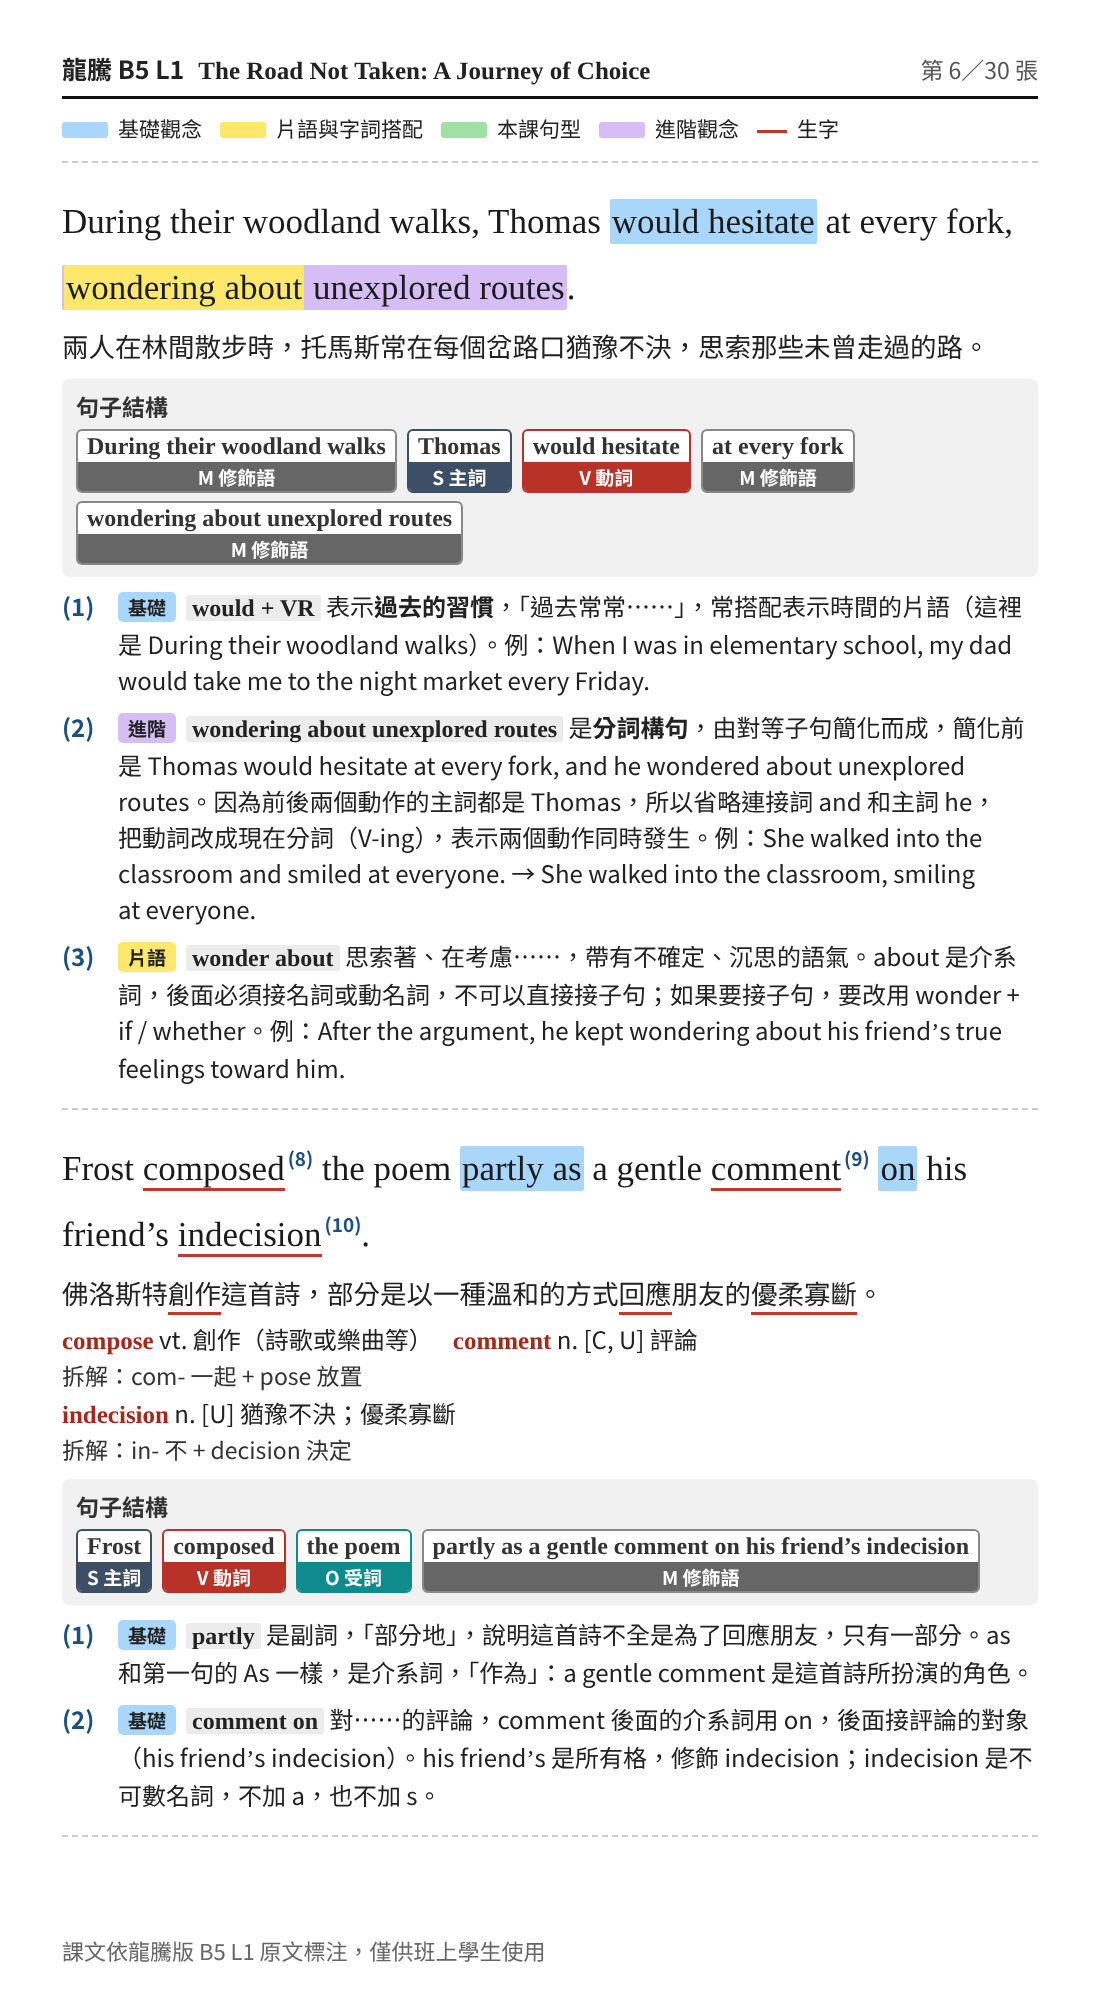 龍騰 B5 L1 The Road Not Taken: A Journey of Choice 第 6／30 張
基礎觀念 片語與字詞搭配 本課句型 進階觀念 生字
During their woodland walks, Thomas would hesitate at every fork,
wondering about unexplored routes.
兩人在林間散步時，托馬斯常在每個岔路口猶豫不決，思索那些未曾走過的路。
句子結構
During their woodland walks Thomas would hesitate at every fork
M 修飾語 S 主詞 V 動詞 M 修飾語
wondering about unexplored routes
M 修飾語
(1) 基礎 would + VR 表示過去的習慣，「過去常常⋯⋯」，常搭配表示時間的片語（這裡
是 During their woodland walks）。例：When I was in elementary school, my dad
would take me to the night market every Friday.
(2) 進階 wondering about unexplored routes 是分詞構句，由對等子句簡化而成，簡化前
是 Thomas would hesitate at every fork, and he wondered about unexplored
routes。因為前後兩個動作的主詞都是 Thomas，所以省略連接詞 and 和主詞 he，
把動詞改成現在分詞（V-ing），表示兩個動作同時發生。例：She walked into the
classroom and smiled at everyone. → She walked into the classroom, smiling
at everyone.
(3) 片語 wonder about 思索著、在考慮⋯⋯，帶有不確定、沉思的語氣。about 是介系
詞，後面必須接名詞或動名詞，不可以直接接子句；如果要接子句，要改用 wonder +
if / whether。例：After the argument, he kept wondering about his friend’s true
feelings toward him.
Frost composed(8) the poem partly as a gentle comment(9) on his
friend’s indecision(10).
佛洛斯特創作這首詩，部分是以一種溫和的方式回應朋友的優柔寡斷。
compose vt. 創作（詩歌或樂曲等） comment n. [C, U] 評論
拆解：com- 一起 + pose 放置
indecision n. [U] 猶豫不決；優柔寡斷
拆解：in- 不 + decision 決定
句子結構
Frost composed the poem partly as a gentle comment on his friend’s indecision
S 主詞 V 動詞 O 受詞 M 修飾語
(1) 基礎 partly 是副詞，「部分地」，說明這首詩不全是為了回應朋友，只有一部分。as
和第一句的 As 一樣，是介系詞，「作為」：a gentle comment 是這首詩所扮演的角色。
(2) 基礎 comment on 對⋯⋯的評論，comment 後面的介系詞用 on，後面接評論的對象
（his friend’s indecision）。his friend’s 是所有格，修飾 indecision；indecision 是不
可數名詞，不加 a，也不加 s。
課文依龍騰版 B5 L1 原文標注，僅供班上學生使用